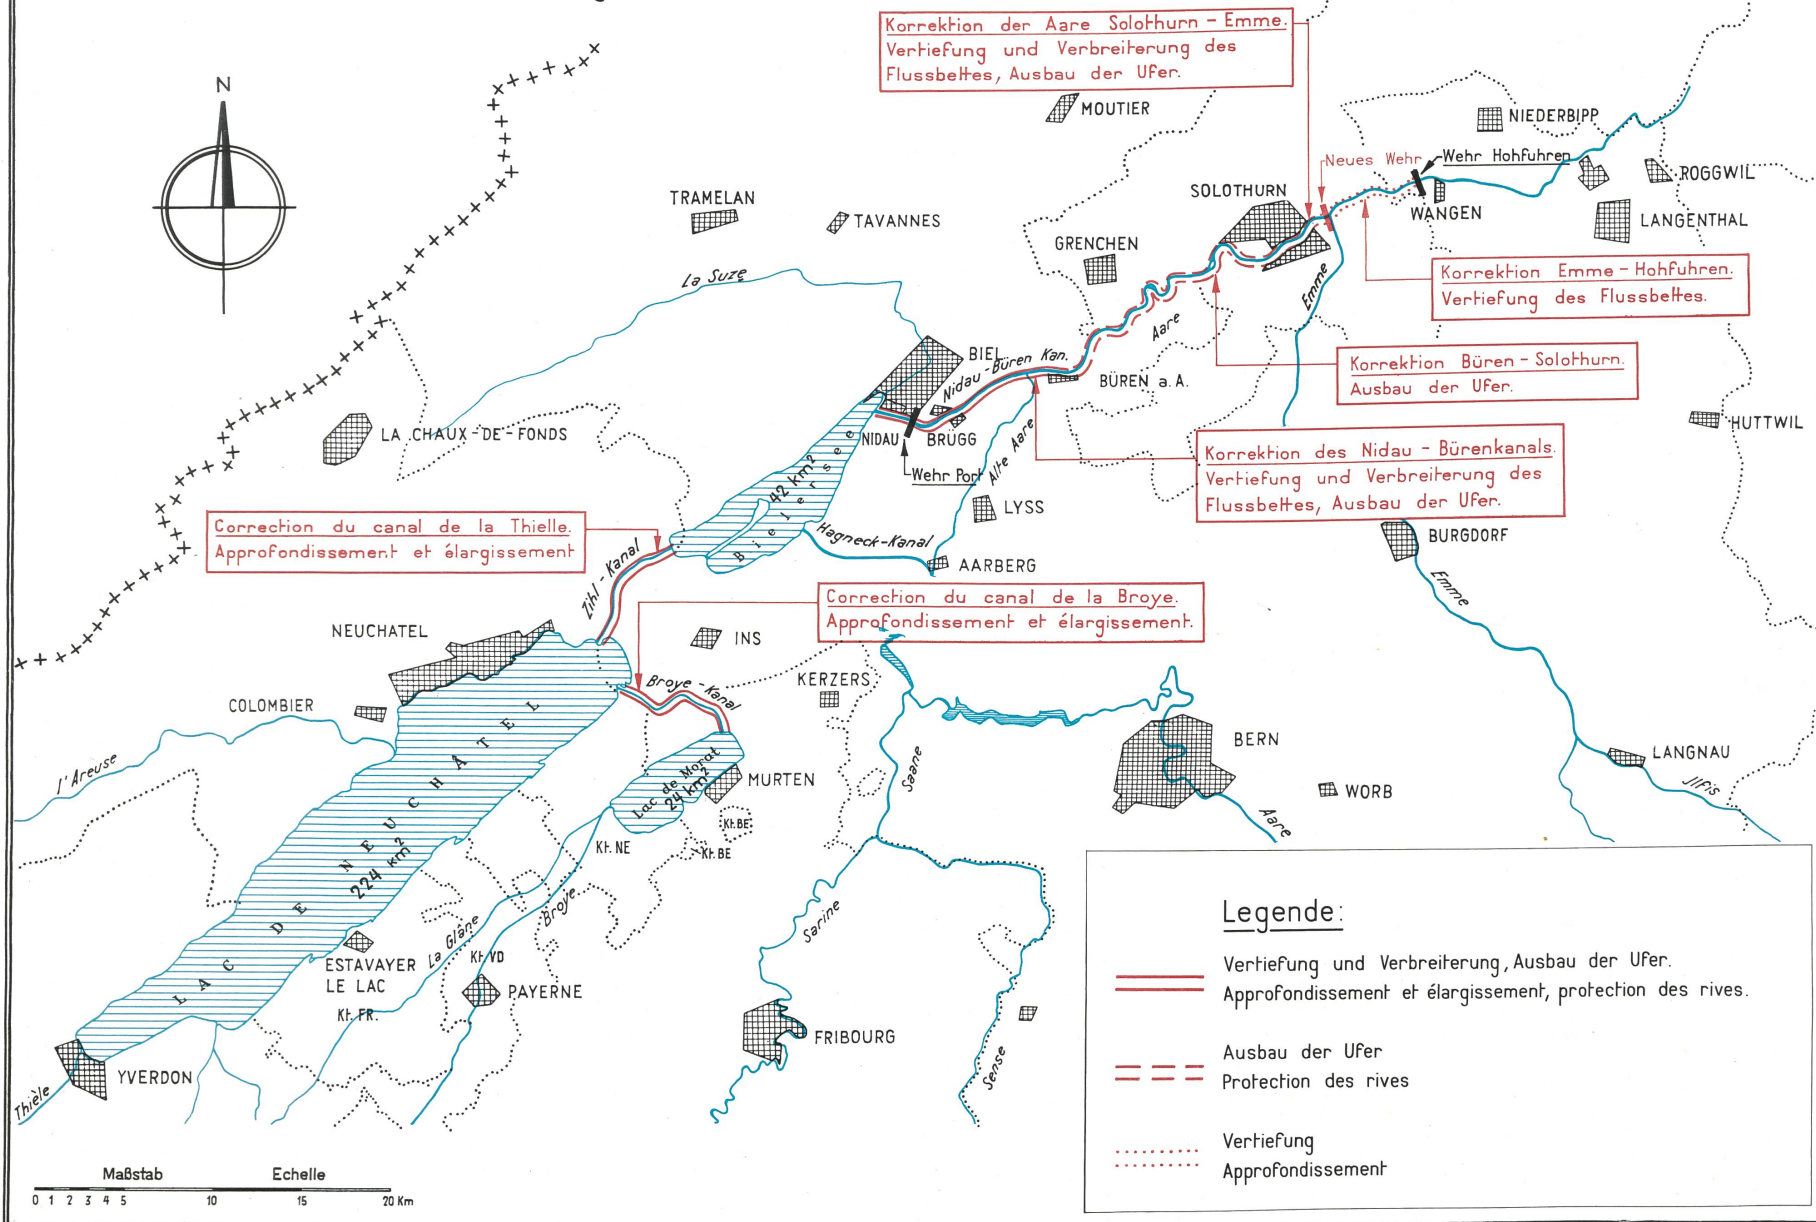 Korrektion der Aare Solothurn - Emme.
Vertiefung und Verbreiterung des
Flussbettes, Ausbau der Ufer.
N
MOUTIER
NIEDERBIPP
Neues Wehr
Wehr Hohfuhren
ROGGWIL
SOLOTHURN
WANGEN
LANGENTHAL
TRAMELAN
TAVANNES
GRENCHEN
La Suze
Emme
Korrektion Emme - Hohfuhren.
Vertiefung des Flussbettes.
Aare
BIEL
Nidau - Büren Kan.
BÜREN a. A.
Korrektion Büren - Solothurn.
Ausbau der Ufer.
LA CHAUX - DE - FONDS
NIDAU
BRÜGG
HUTTWIL
Wehr Port
Alte Aare
Korrektion des Nidau - Bürenkanals.
Vertiefung und Verbreiterung des
Flussbettes, Ausbau der Ufer.
Bielersee
42 km²
LYSS
Correction du canal de la Thielle.
Approfondissement et élargissement
Hagneck-Kanal
BURGDORF
AARBERG
Zihl - Kanal
Emme
Correction du canal de la Broye.
Approfondissement et élargissement.
NEUCHATEL
INS
KERZERS
Broye - Kanal
COLOMBIER
BERN
LANGNAU
l'Areuse
Lac de Morat
24 km²
MURTEN
Saane
WORB
Jlfis
Kt. BE
Kt. NE
Kt. BE
Aare
LAC DE NEUCHATEL
224 km²
Broye
La Glâne
Sarine
ESTAVAYER
LE LAC
Kt. VD
PAYERNE
Kt. FR.
FRIBOURG
Sense
YVERDON
Thièle
Legende:
Vertiefung und Verbreiterung, Ausbau der Ufer.
Approfondissement et élargissement, protection des rives.
Ausbau der Ufer
Protection des rives
Vertiefung
Approfondissement
Maßstab Echelle
0 1 2 3 4 5 10 15 20 Km